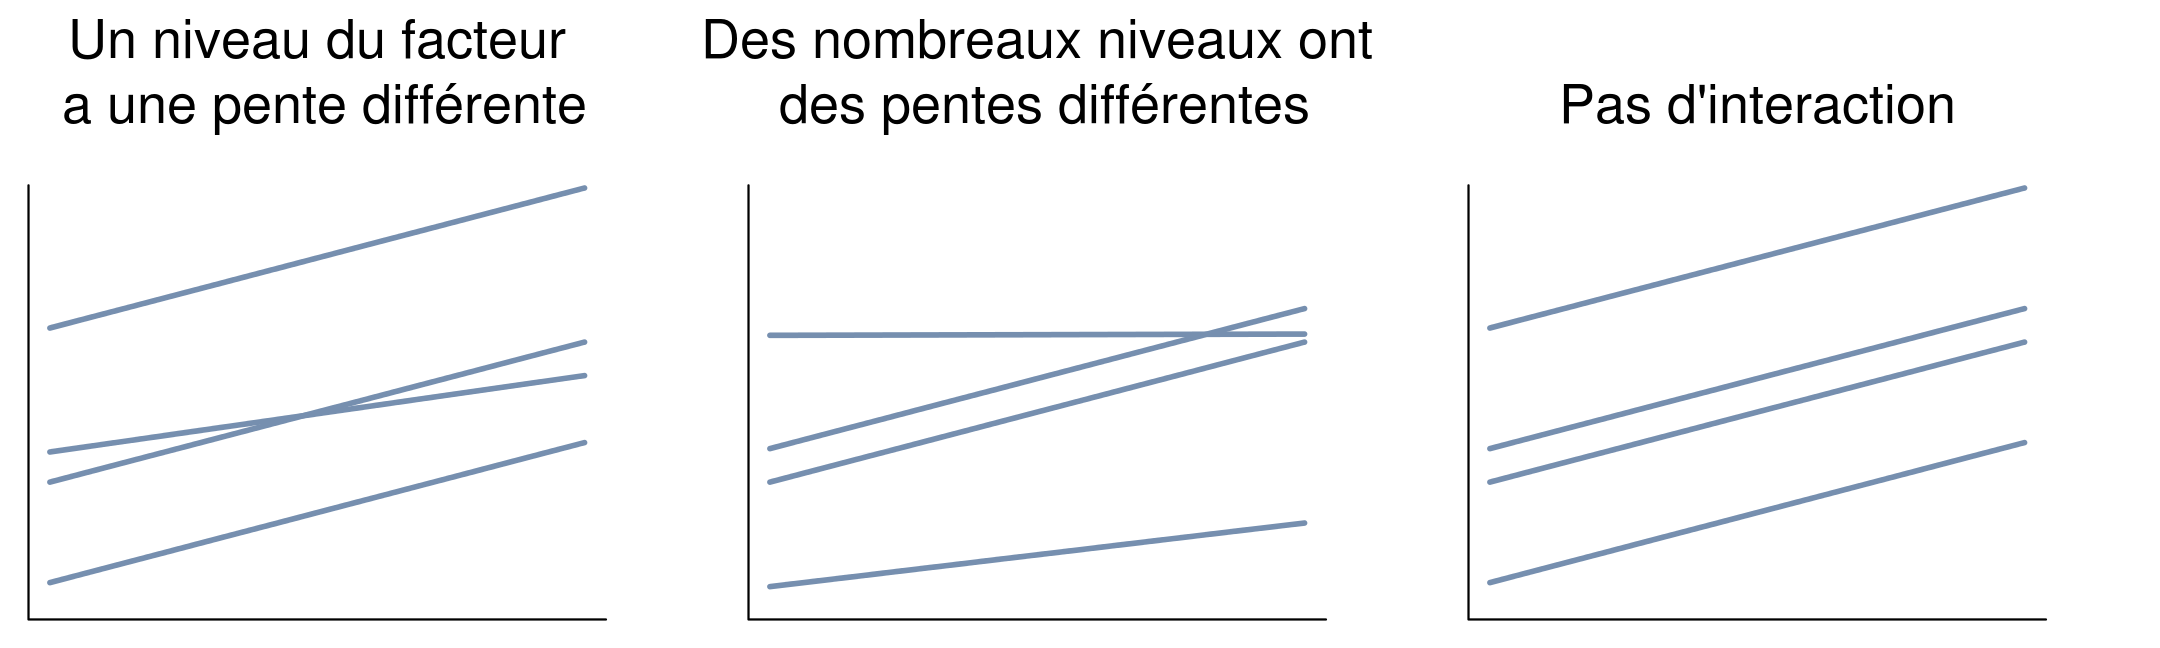 Un niveau du facteur
a une pente différente
Des nombreaux niveaux ont
des pentes différentes
Pas d'interaction